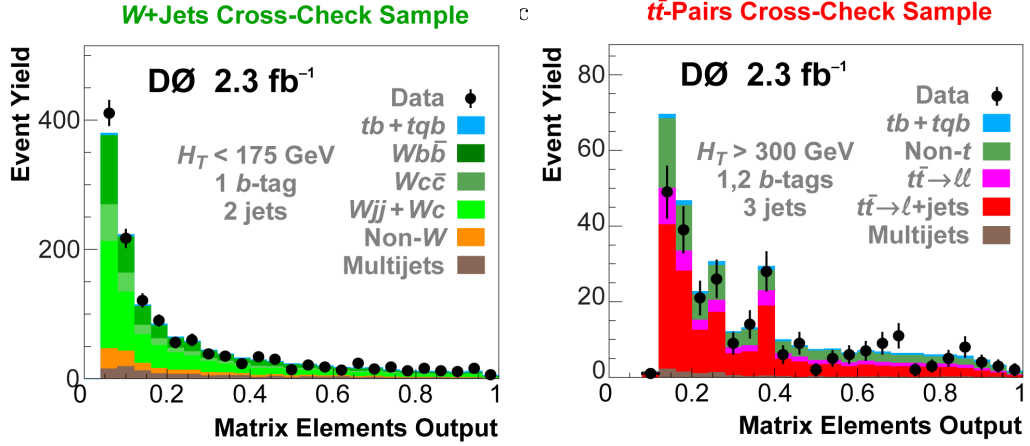 W+Jets Cross-Check Sample
DØ 2.3 fb⁻¹
Data
tb+tqb
Wbb̄
Wcc̄
Wjj+Wc
Non-W
Multijets
H_T < 175 GeV
1 b-tag
2 jets
Event Yield
400
200
0
0 0.2 0.4 0.6 0.8 1
Matrix Elements Output
c
tt̄-Pairs Cross-Check Sample
DØ 2.3 fb⁻¹
Data
tb+tqb
Non-t
tt̄→ℓℓ
tt̄→ℓ+jets
Multijets
H_T > 300 GeV
1,2 b-tags
3 jets
Event Yield
80
60
40
20
0
0 0.2 0.4 0.6 0.8 1
Matrix Elements Output